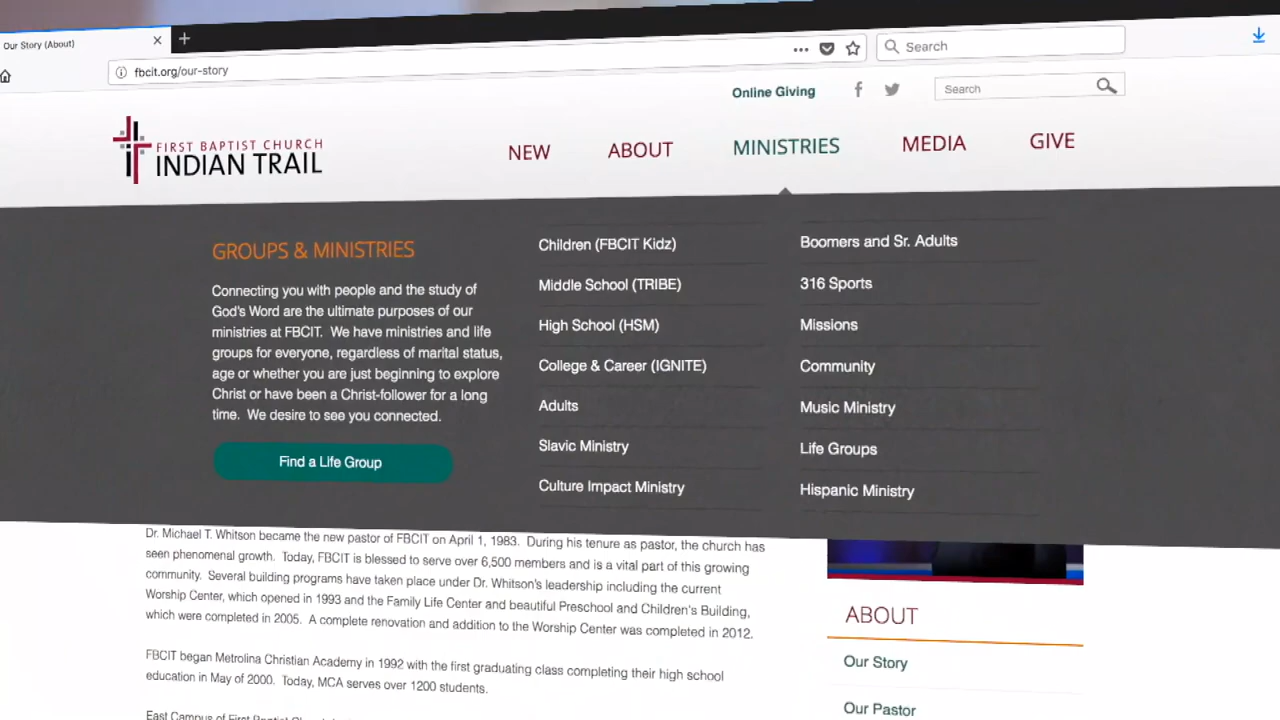 Our Story (About)
fbcit.org/our-story
Search
Online Giving
Search
FIRST BAPTIST CHURCH
INDIAN TRAIL
NEW
ABOUT
MINISTRIES
MEDIA
GIVE
GROUPS & MINISTRIES
Connecting you with people and the study of
God's Word are the ultimate purposes of our
ministries at FBCIT. We have ministries and life
groups for everyone, regardless of marital status,
age or whether you are just beginning to explore
Christ or have been a Christ-follower for a long
time. We desire to see you connected.
Find a Life Group
Children (FBCIT Kidz)
Middle School (TRIBE)
High School (HSM)
College & Career (IGNITE)
Adults
Slavic Ministry
Culture Impact Ministry
Boomers and Sr. Adults
316 Sports
Missions
Community
Music Ministry
Life Groups
Hispanic Ministry
Dr. Michael T. Whitson became the new pastor of FBCIT on April 1, 1983. During his tenure as pastor, the church has
seen phenomenal growth. Today, FBCIT is blessed to serve over 6,500 members and is a vital part of this growing
community. Several building programs have taken place under Dr. Whitson's leadership including the current
Worship Center, which opened in 1993 and the Family Life Center and beautiful Preschool and Children's Building,
which were completed in 2005. A complete renovation and addition to the Worship Center was completed in 2012.
FBCIT began Metrolina Christian Academy in 1992 with the first graduating class completing their high school
education in May of 2000. Today, MCA serves over 1200 students.
East Campus of First Baptist Church
ABOUT
Our Story
Our Pastor